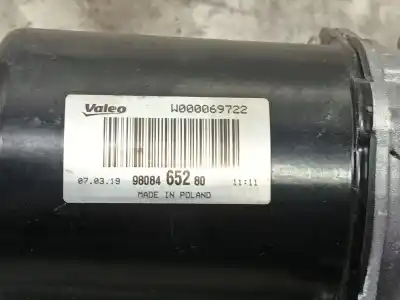 Valeo W000069722
07.03.19 98084 652 80 11:11
MADE IN POLAND